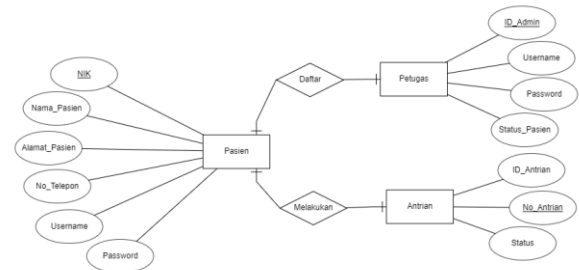 ID_Admin
Username
Password
Status_Pasien
Daftar
Petugas
NIK
Nama_Pasien
Alamat_Pasien
No_Telepon
Username
Password
Pasien
Melakukan
Antrian
ID_Antrian
No_Antrian
Status